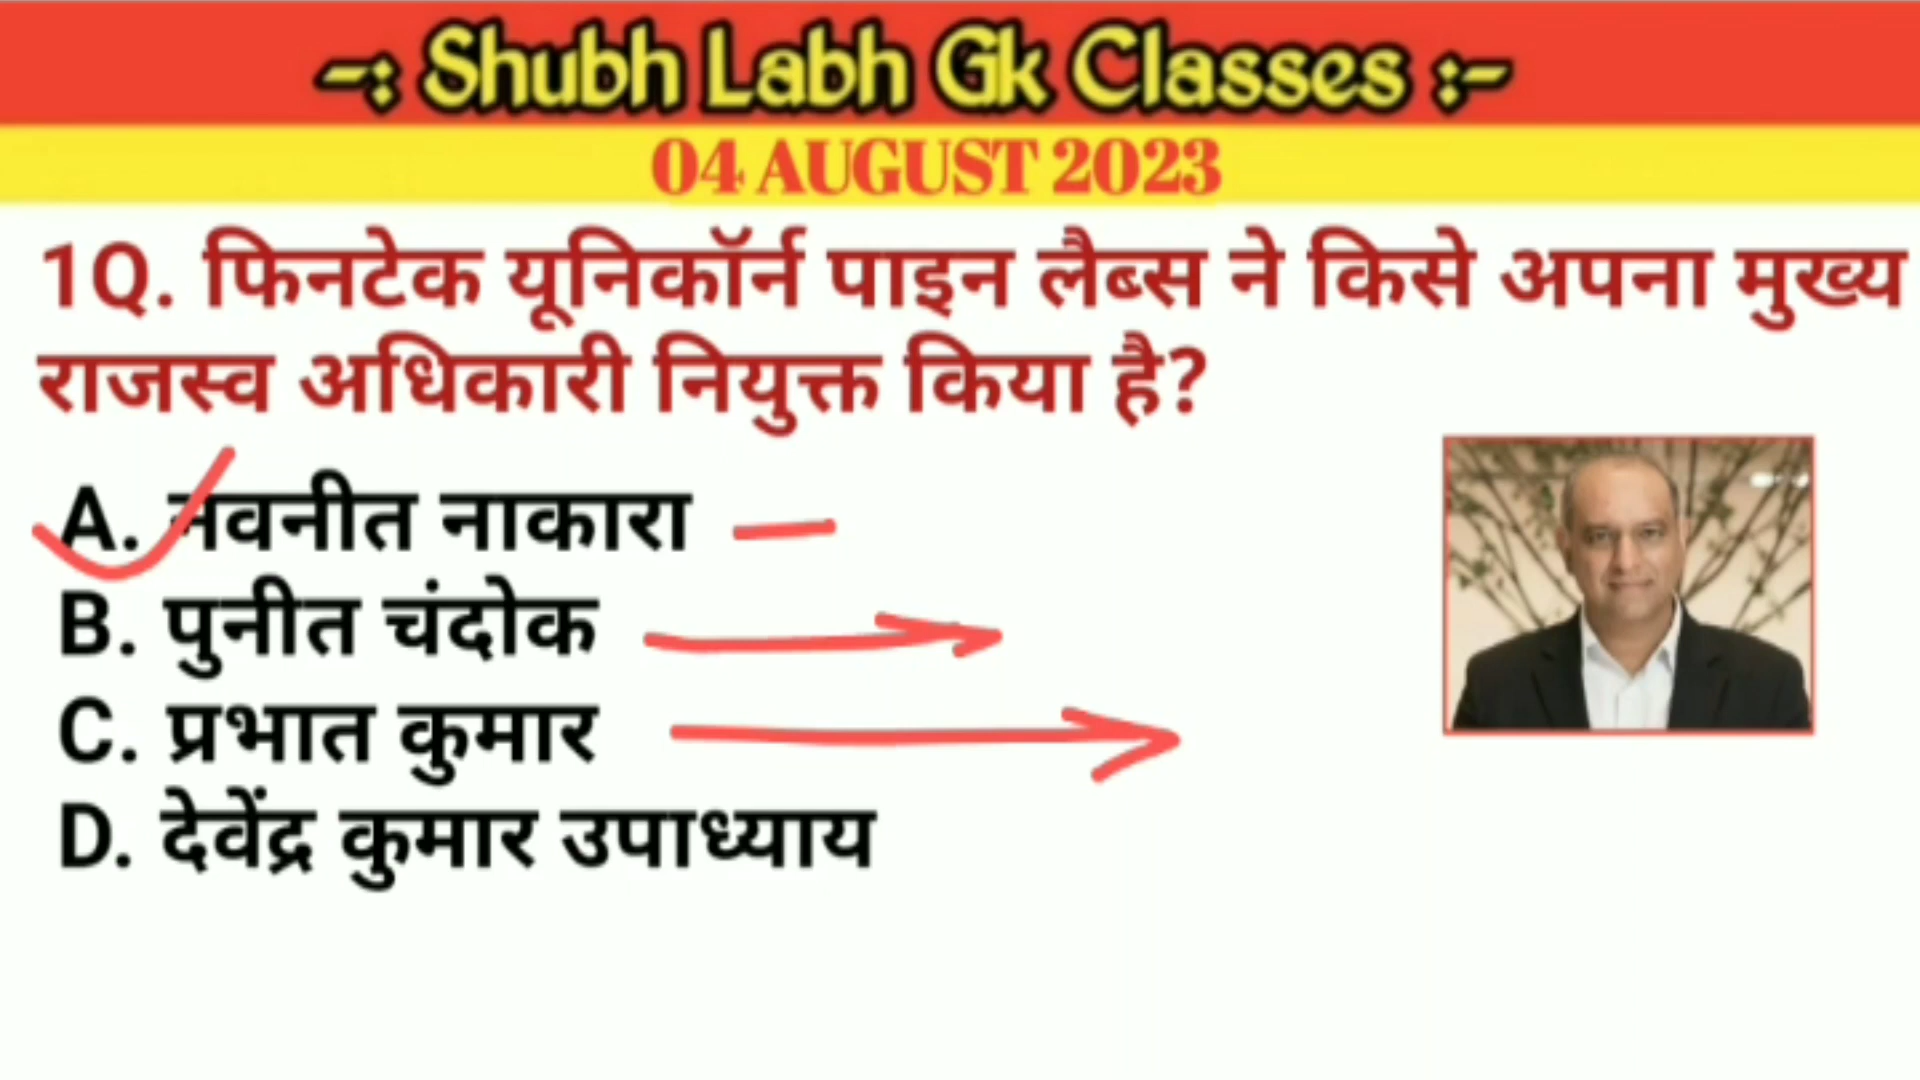 -: Shubh Labh Gk Classes :-
04 AUGUST 2023
1Q. फिनटेक यूनिकॉर्न पाइन लैब्स ने किसे अपना मुख्य
राजस्व अधिकारी नियुक्त किया है?
A. नवनीत नाकारा
B. पुनीत चंदोक
C. प्रभात कुमार
D. देवेंद्र कुमार उपाध्याय